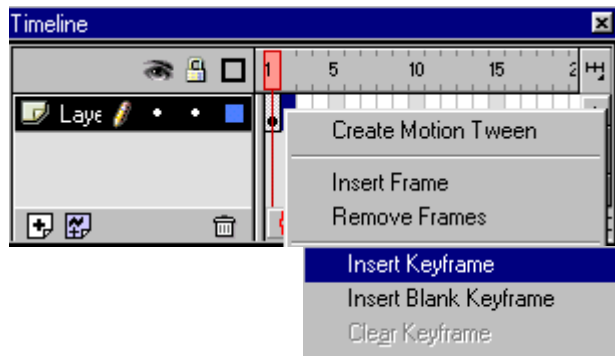 Timeline
1 5 10 15 2
Laye
Create Motion Tween
Insert Frame
Remove Frames
Insert Keyframe
Insert Blank Keyframe
Clear Keyframe